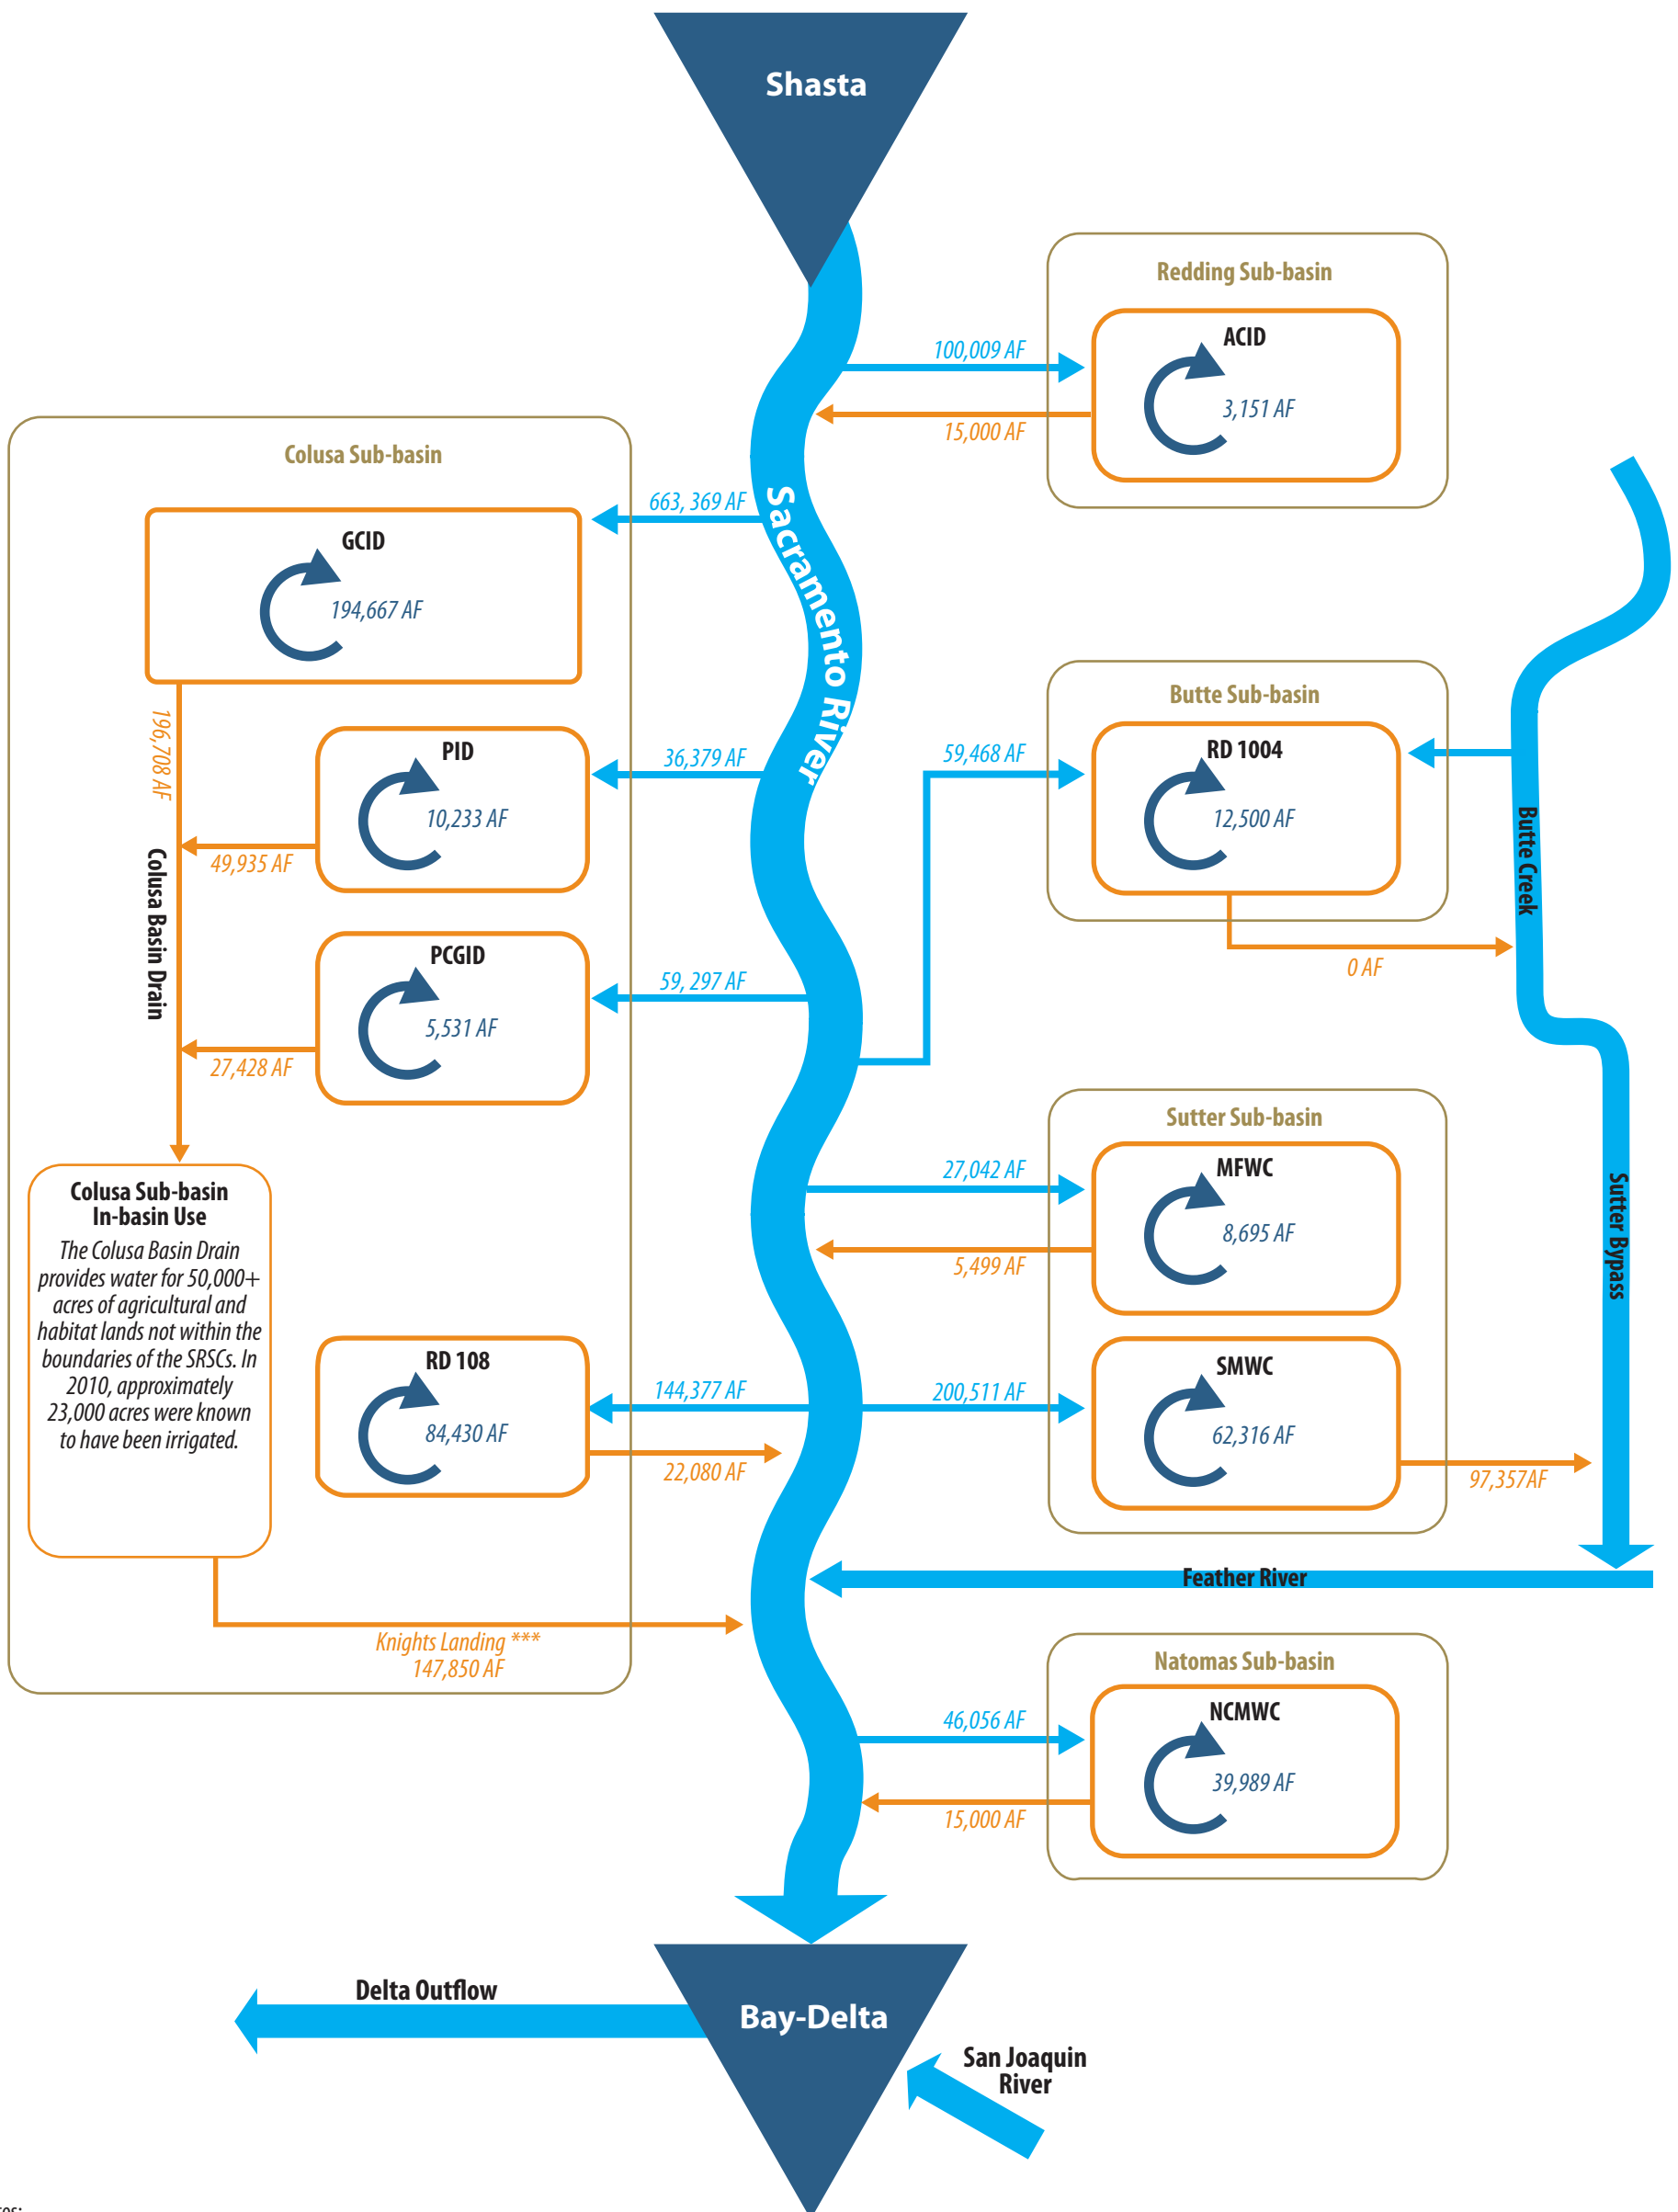 Shasta
Redding Sub-basin
ACID
100,009 AF
3,151 AF
15,000 AF
Colusa Sub-basin
663, 369 AF
Sacramento River
GCID
194,667 AF
196,708 AF
Butte Sub-basin
PID
36,379 AF
59,468 AF
RD 1004
10,233 AF
12,500 AF
49,935 AF
Colusa Basin Drain
Butte Creek
PCGID
59, 297 AF
0 AF
5,531 AF
27,428 AF
Sutter Sub-basin
MFWC
27,042 AF
8,695 AF
5,499 AF
Sutter Bypass
Colusa Sub-basin
In-basin Use
The Colusa Basin Drain
provides water for 50,000+
acres of agricultural and
habitat lands not within the
boundaries of the SRSCs. In
2010, approximately
23,000 acres were known
to have been irrigated.
RD 108
SMWC
144,377 AF
200,511 AF
84,430 AF
62,316 AF
22,080 AF
97,357AF
Feather River
Knights Landing ***
147,850 AF
Natomas Sub-basin
NCMWC
46,056 AF
39,989 AF
15,000 AF
Delta Outflow
Bay-Delta
San Joaquin
River